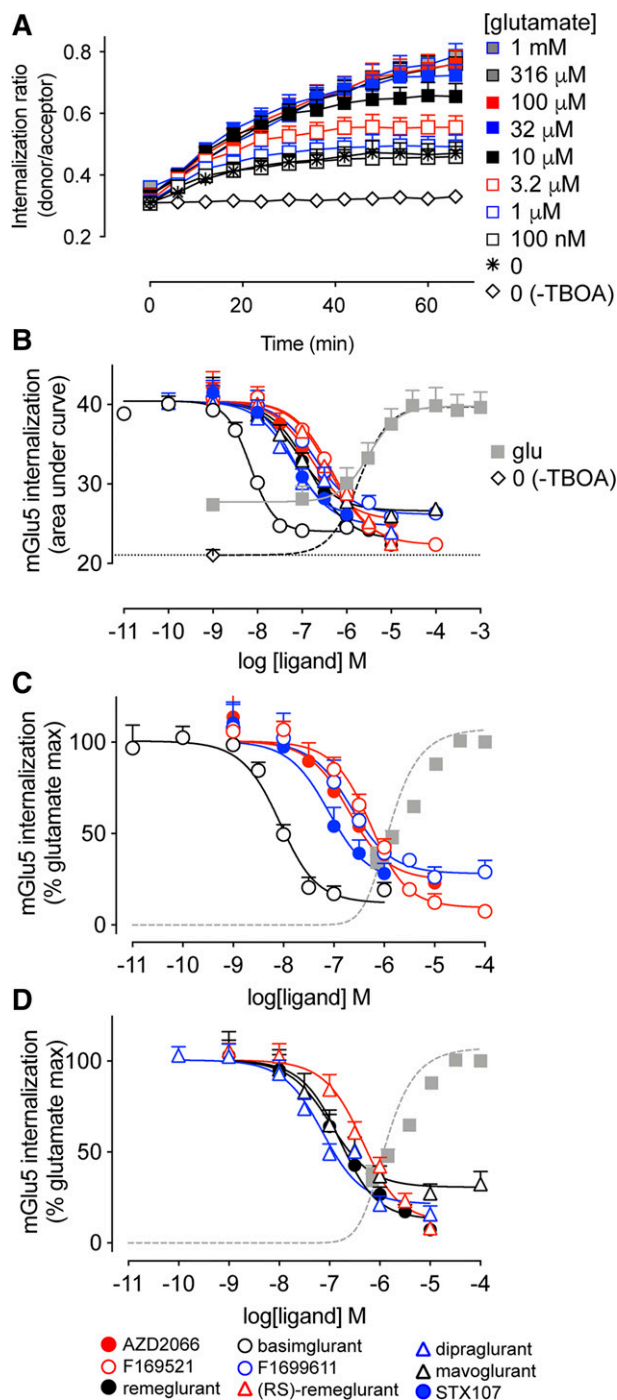 A
[glutamate]
0.8
0.6
0.4
0.2
Internalization ratio
(donor/acceptor)
0
20
40
60
Time (min)
1 mM
316 μM
100 μM
32 μM
10 μM
3.2 μM
1 μM
100 nM
0
0 (-TBOA)
B
40
30
20
mGlu5 internalization
(area under curve)
glu
0 (-TBOA)
-11 -10 -9 -8 -7 -6 -5 -4 -3
log [ligand] M
C
100
50
0
mGlu5 internalization
(% glutamate max)
-11 -10 -9 -8 -7 -6 -5 -4
log[ligand] M
D
100
50
0
mGlu5 internalization
(% glutamate max)
-11 -10 -9 -8 -7 -6 -5 -4
log[ligand] M
AZD2066 basimglurant dipraglurant
F169521 F1699611 mavoglurant
remeglurant (RS)-remeglurant STX107